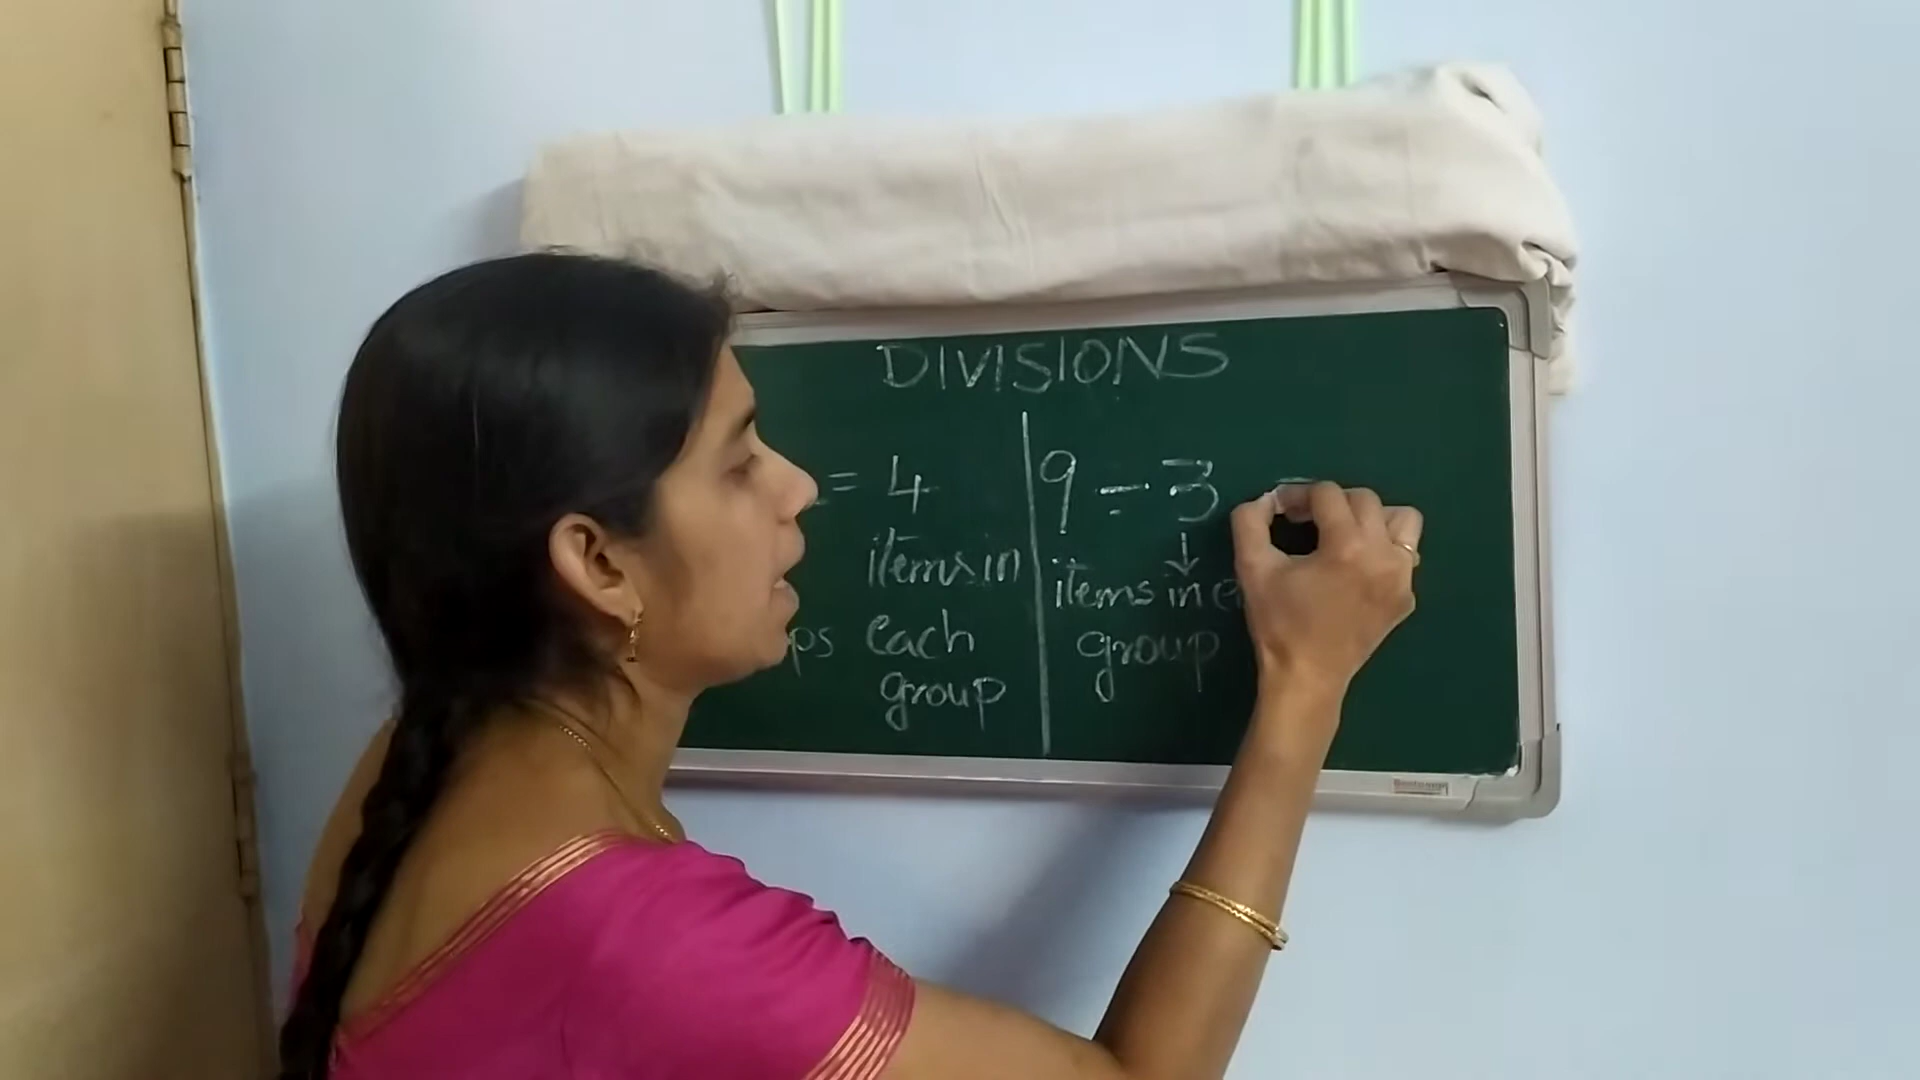 DIVISIONS
= 4
items in
ps each
group
9 ÷ 3 =
↓
items in e
group